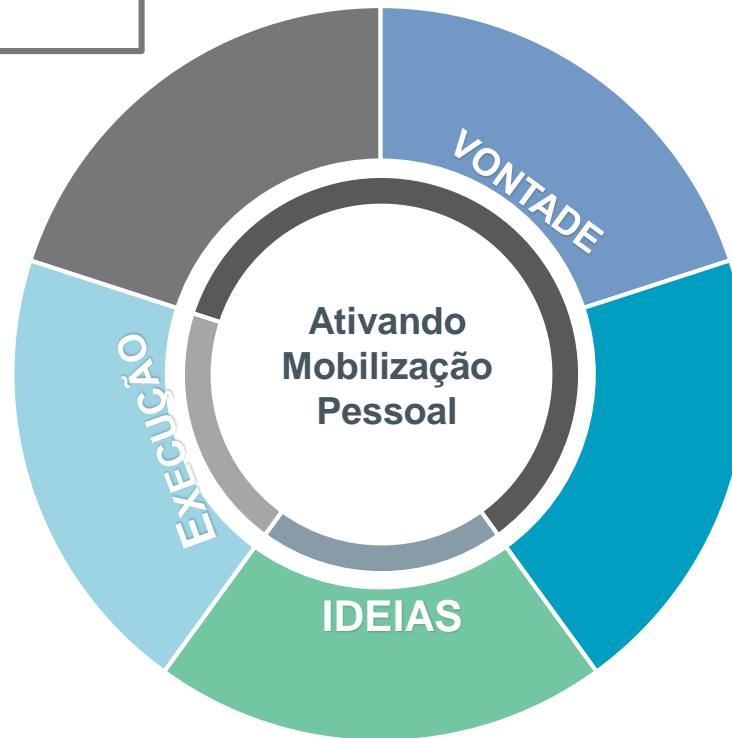 VONTADE
Ativando
Mobilização
Pessoal
EXECUÇÃO
IDEIAS